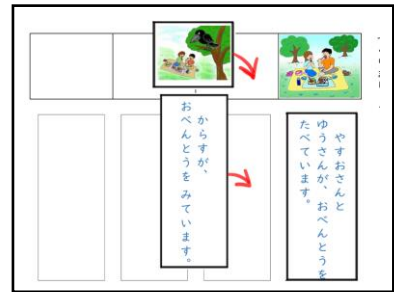 やすおさんと
ゆうさんが、おべんとうを
たべています。
からすが、
おべんとうを みています。